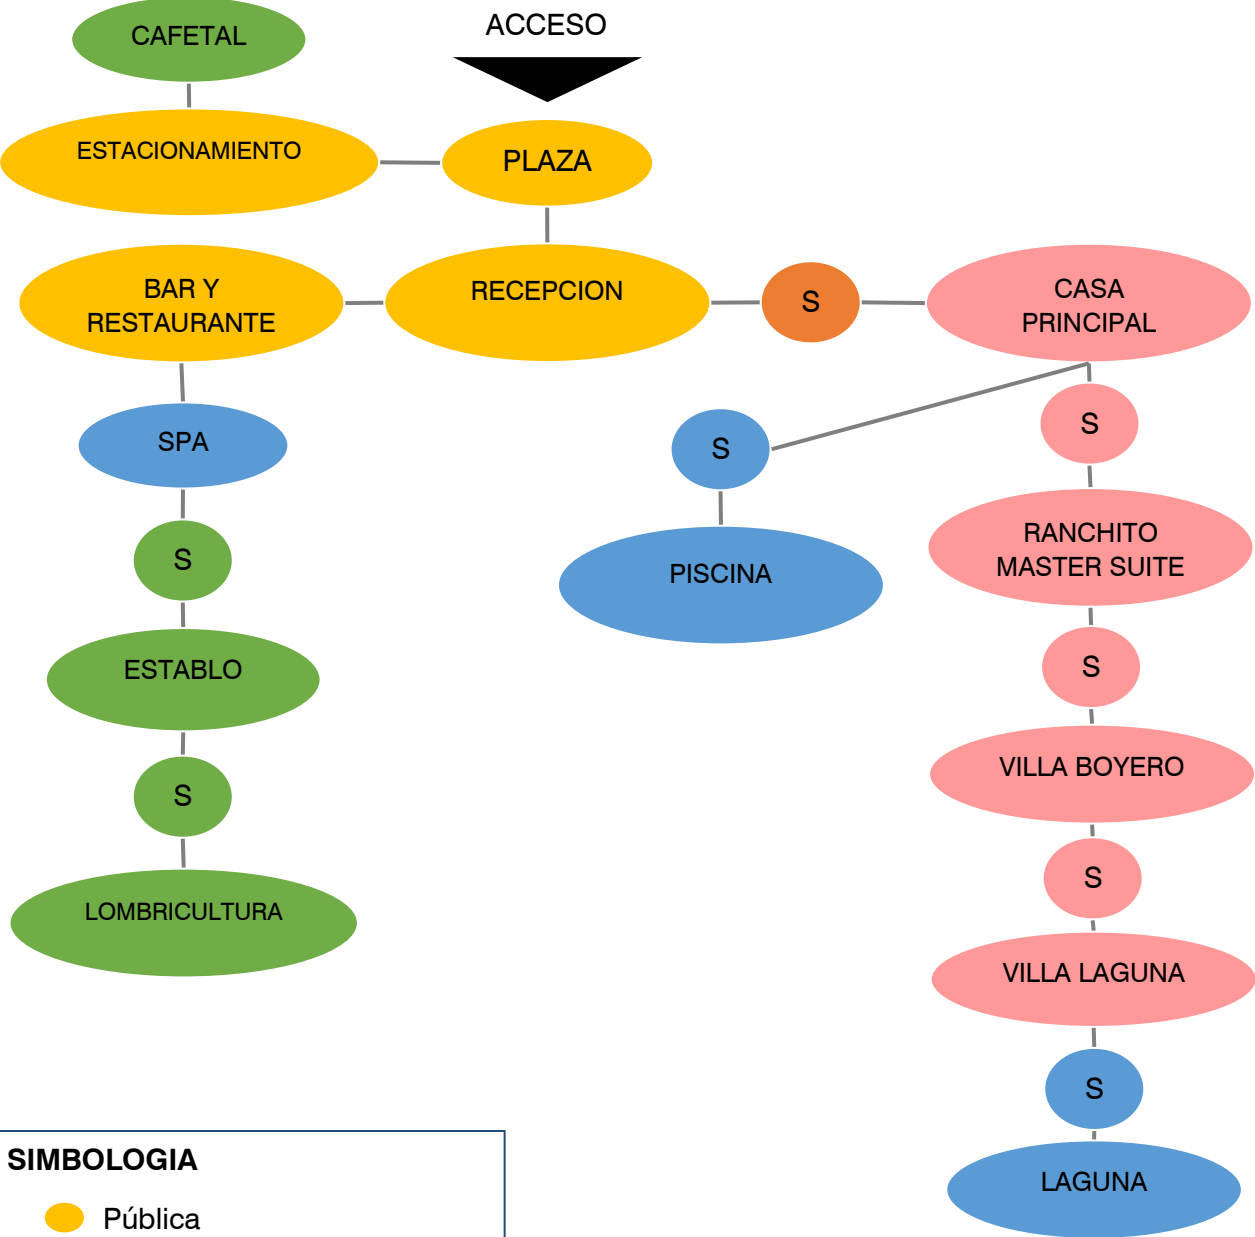 CAFETAL
ACCESO
ESTACIONAMIENTO
PLAZA
BAR Y
RESTAURANTE
RECEPCION
S
CASA
PRINCIPAL
SPA
S
S
S
RANCHITO
MASTER SUITE
PISCINA
ESTABLO
S
VILLA BOYERO
S
S
LOMBRICULTURA
VILLA LAGUNA
S
LAGUNA
SIMBOLOGIA
Pública